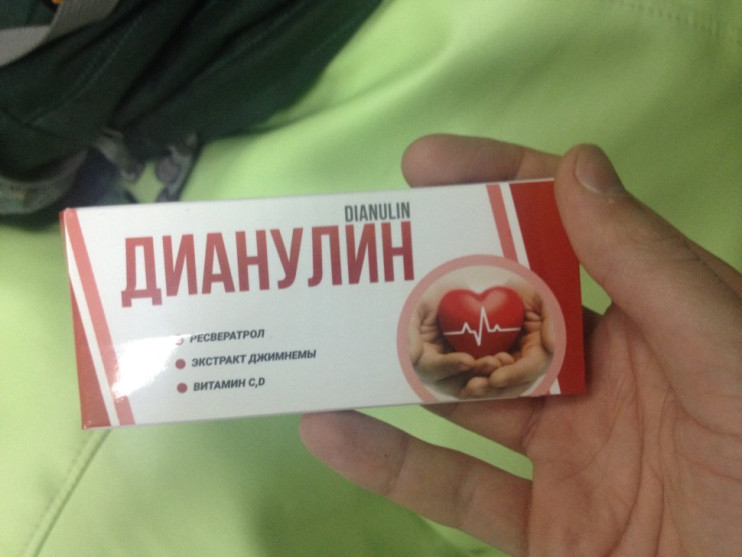 DIANULIN
ДИАНУЛИН
РЕСВЕРАТРОЛ
ЭКСТРАКТ ДЖИМНЕМЫ
ВИТАМИН C,D